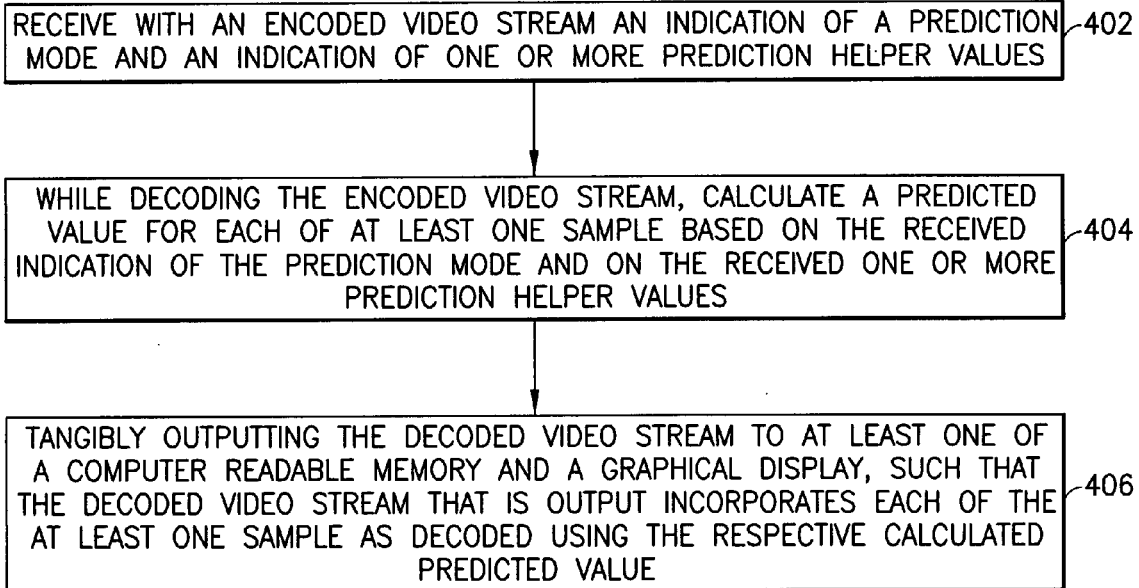 RECEIVE WITH AN ENCODED VIDEO STREAM AN INDICATION OF A PREDICTION
MODE AND AN INDICATION OF ONE OR MORE PREDICTION HELPER VALUES
402
WHILE DECODING THE ENCODED VIDEO STREAM, CALCULATE A PREDICTED
VALUE FOR EACH OF AT LEAST ONE SAMPLE BASED ON THE RECEIVED
INDICATION OF THE PREDICTION MODE AND ON THE RECEIVED ONE OR MORE
PREDICTION HELPER VALUES
404
TANGIBLY OUTPUTTING THE DECODED VIDEO STREAM TO AT LEAST ONE OF
A COMPUTER READABLE MEMORY AND A GRAPHICAL DISPLAY, SUCH THAT
THE DECODED VIDEO STREAM THAT IS OUTPUT INCORPORATES EACH OF THE
AT LEAST ONE SAMPLE AS DECODED USING THE RESPECTIVE CALCULATED
PREDICTED VALUE
406